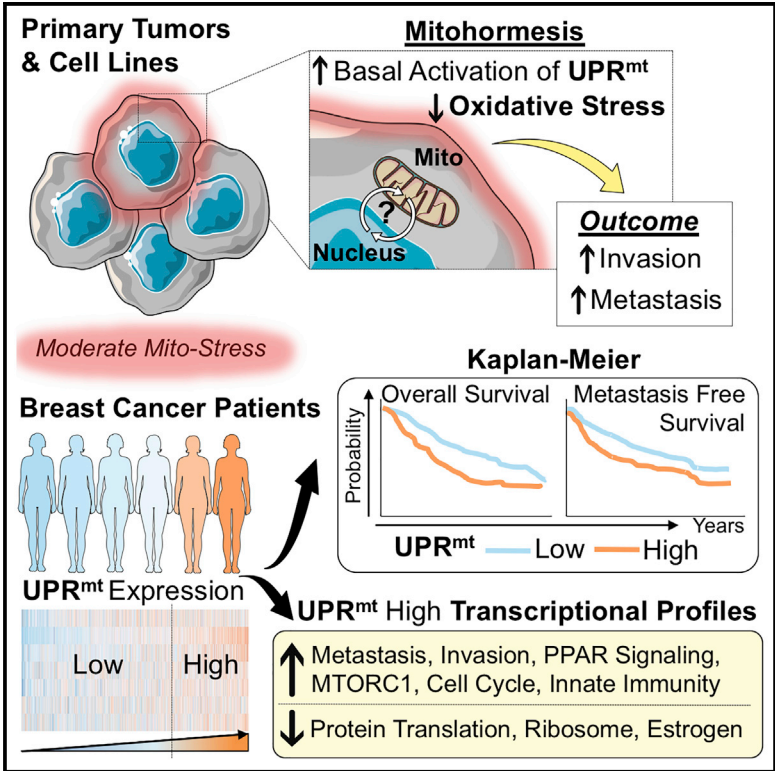 Primary Tumors
& Cell Lines
Mitohormesis
↑ Basal Activation of UPRᵐᵗ
↓ Oxidative Stress
Mito
?
Nucleus
Outcome
↑ Invasion
↑ Metastasis
Moderate Mito-Stress
Kaplan-Meier
Breast Cancer Patients
Overall Survival
Metastasis Free
Survival
Probability
Years
UPRᵐᵗ Low High
UPRᵐᵗ Expression
Low High
UPRᵐᵗ High Transcriptional Profiles
↑ Metastasis, Invasion, PPAR Signaling,
MTORC1, Cell Cycle, Innate Immunity
↓ Protein Translation, Ribosome, Estrogen